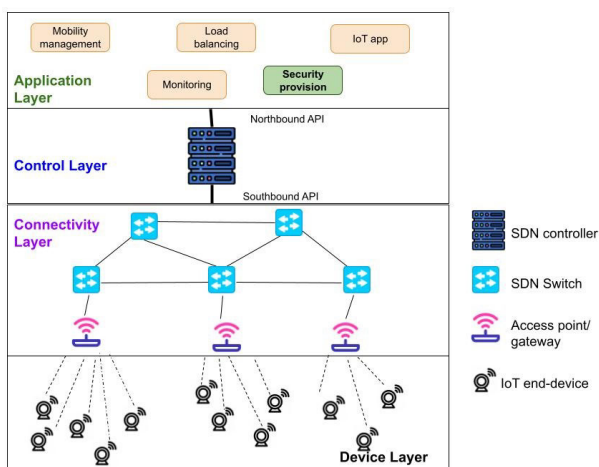 Mobility
management
Load
balancing
IoT app
Monitoring
Security
provision
Application
Layer
Northbound API
Control Layer
Southbound API
Connectivity
Layer
SDN controller
SDN Switch
Access point/
gateway
IoT end-device
Device Layer